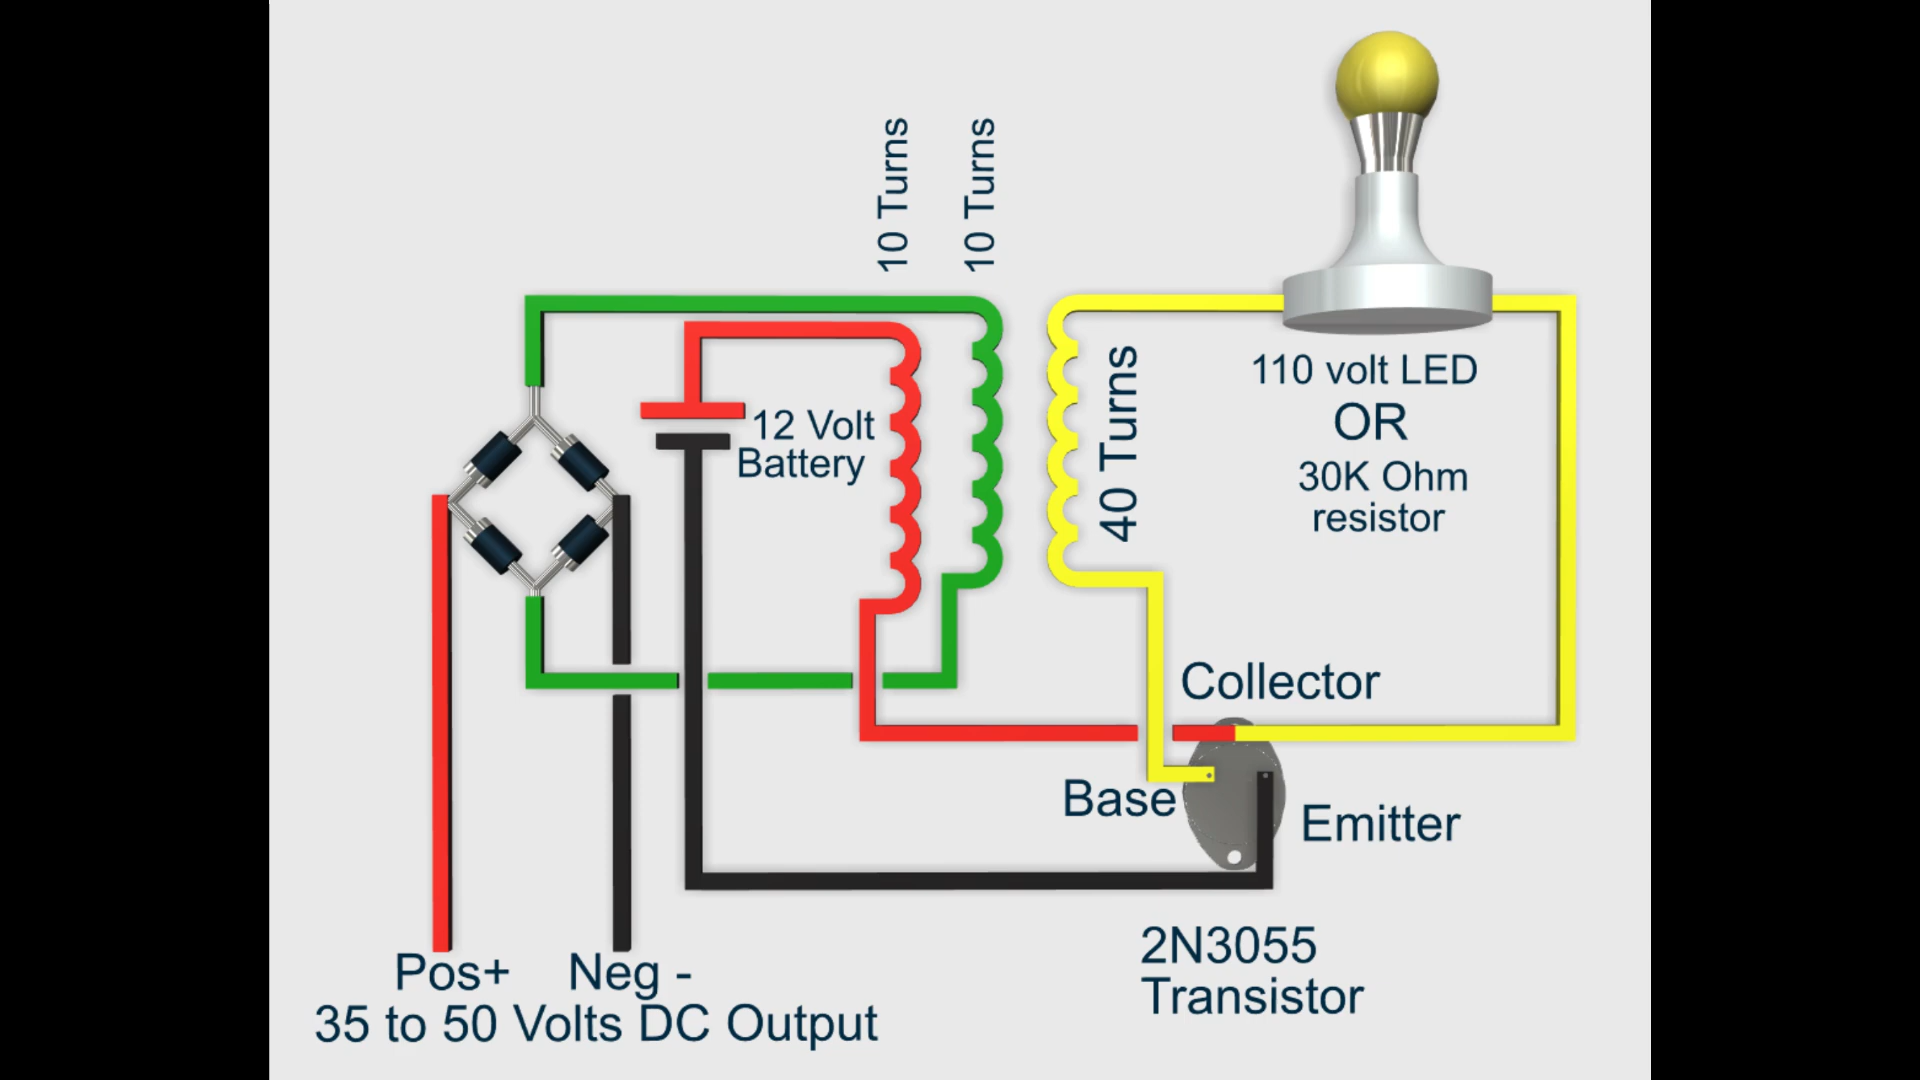 10 Turns
10 Turns
110 volt LED
OR
30K Ohm
resistor
40 Turns
12 Volt
Battery
Collector
Base
Emitter
2N3055
Transistor
Pos+ Neg -
35 to 50 Volts DC Output